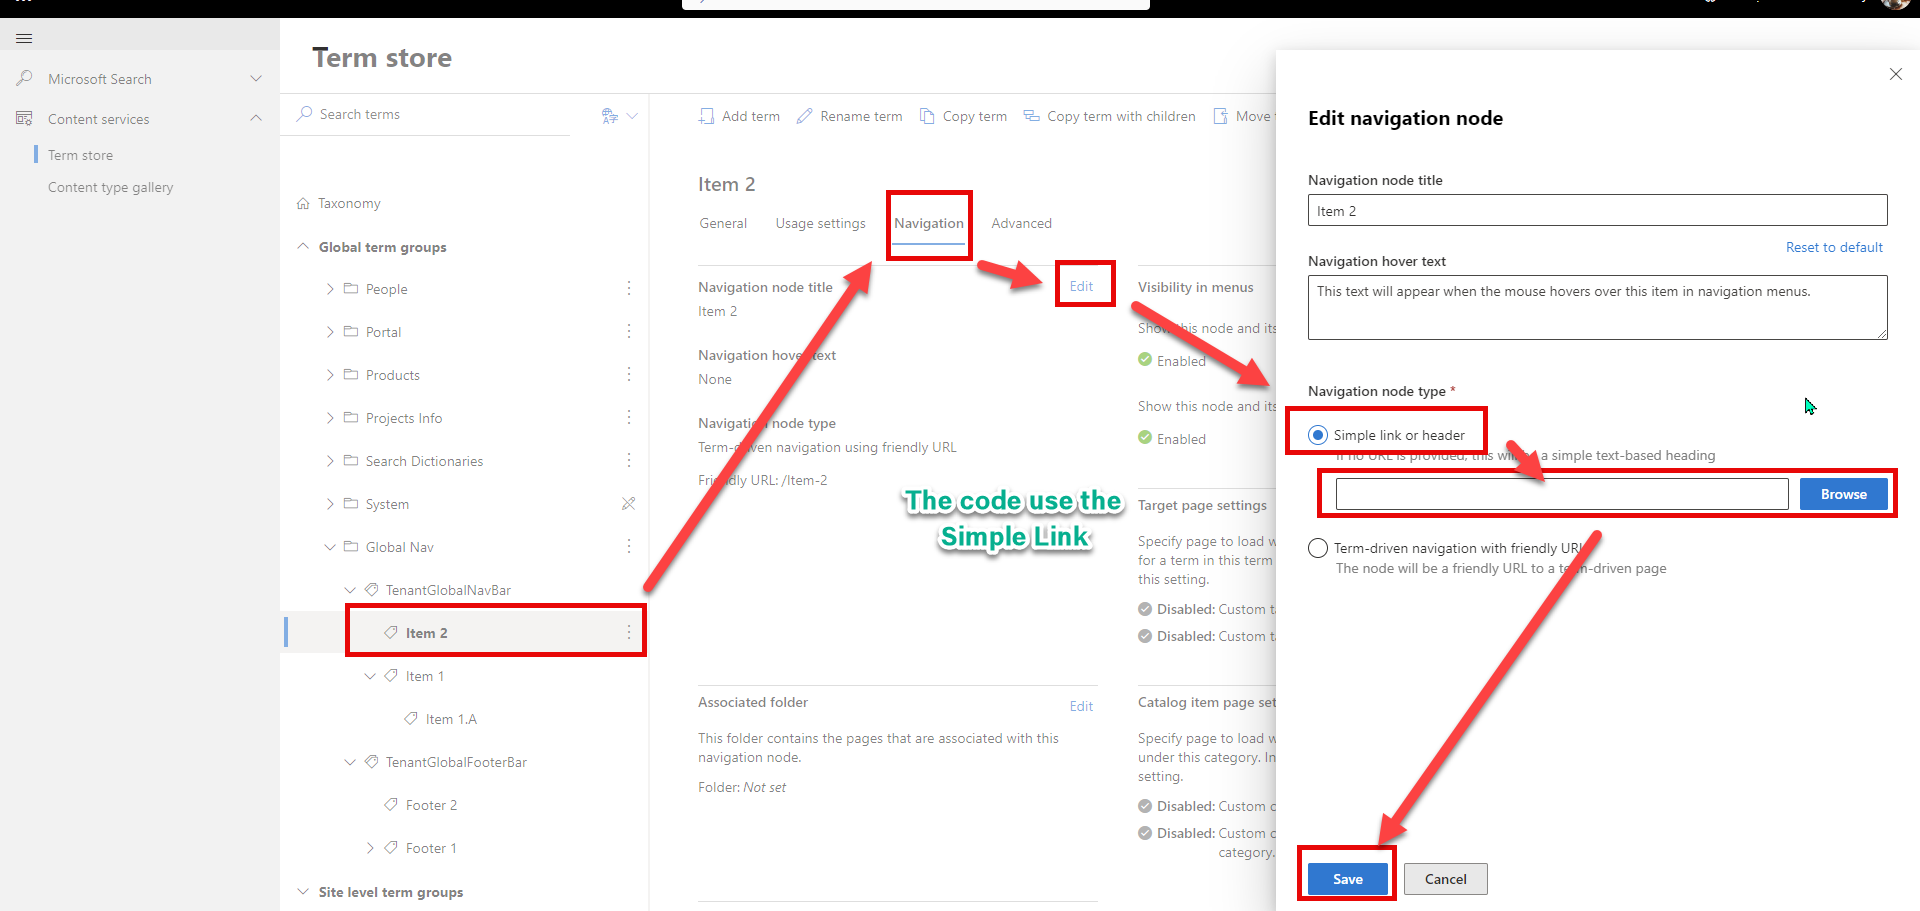 Microsoft Search
Content services
Term store
Content type gallery
Term store
Search terms
Taxonomy
Global term groups
People
Portal
Products
Projects Info
Search Dictionaries
System
Global Nav
TenantGlobalNavBar
Item 2
Item 1
Item 1.A
TenantGlobalFooterBar
Footer 2
Footer 1
Site level term groups
Add term Rename term Copy term Copy term with children Move
Item 2
General Usage settings Navigation Advanced
Navigation node title Edit
Item 2
Navigation hover text
None
Navigation node type
Term-driven navigation using friendly URL
Friendly URL: /Item-2
The code use the
Simple Link
Associated folder Edit
This folder contains the pages that are associated with this
navigation node.
Folder: Not set
Visibility in menus
Show this node and its
Enabled
Show this node and its
Enabled
Target page settings
Specify page to load w
for a term in this term
this setting.
Disabled: Custom ta
Disabled: Custom ta
Catalog item page set
Specify page to load w
under this category. In
setting.
Disabled: Custom c
Disabled: Custom c
category.
Edit navigation node
Navigation node title
Item 2
Reset to default
Navigation hover text
This text will appear when the mouse hovers over this item in navigation menus.
Navigation node type *
Simple link or header
If no URL is provided, this will be a simple text-based heading
Browse
Term-driven navigation with friendly URL
The node will be a friendly URL to a term-driven page
Save Cancel